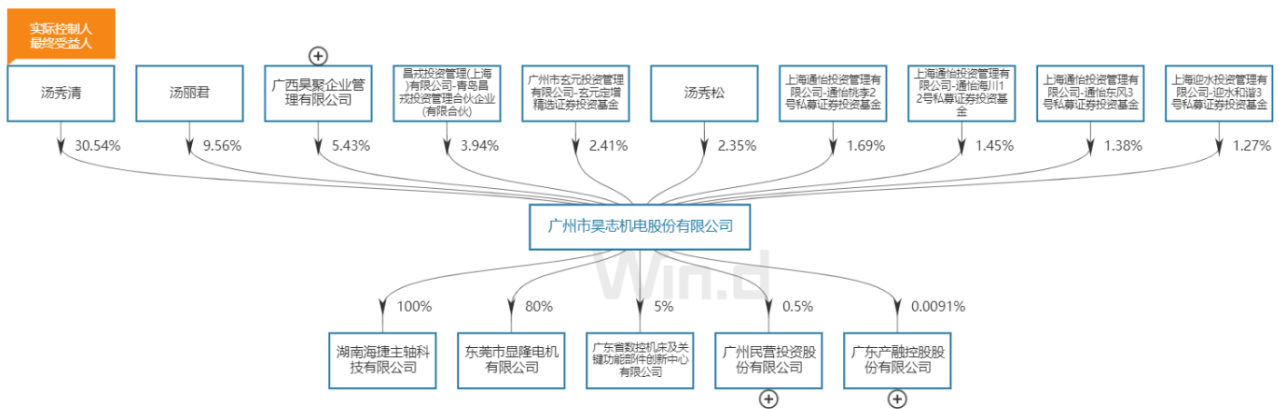 实际控制人
最终受益人
汤秀清
汤丽君
广西昊聚企业管
理有限公司
昌戎投资管理(上海
)有限公司-青岛昌
戎投资管理合伙企业
(有限合伙)
广州市玄元投资管理
有限公司-玄元定增
精选证券投资基金
汤秀松
上海通怡投资管理有
限公司-通怡桃李2
号私募证券投资基金
上海通怡投资管理有
限公司-通怡海川1
2号私募证券投资基
金
上海通怡投资管理有
限公司-通怡东风3
号私募证券投资基金
上海迎水投资管理有
限公司-迎水和谐3
号私募证券投资基金
30.54%
9.56%
5.43%
3.94%
2.41%
2.35%
1.69%
1.45%
1.38%
1.27%
广州市昊志机电股份有限公司
Win.d
100%
80%
5%
0.5%
0.0091%
湖南海捷主轴科
技有限公司
东莞市显隆电机
有限公司
广东省数控机床及关
键功能部件创新中心
有限公司
广州民营投资股
份有限公司
广东产融控股股
份有限公司